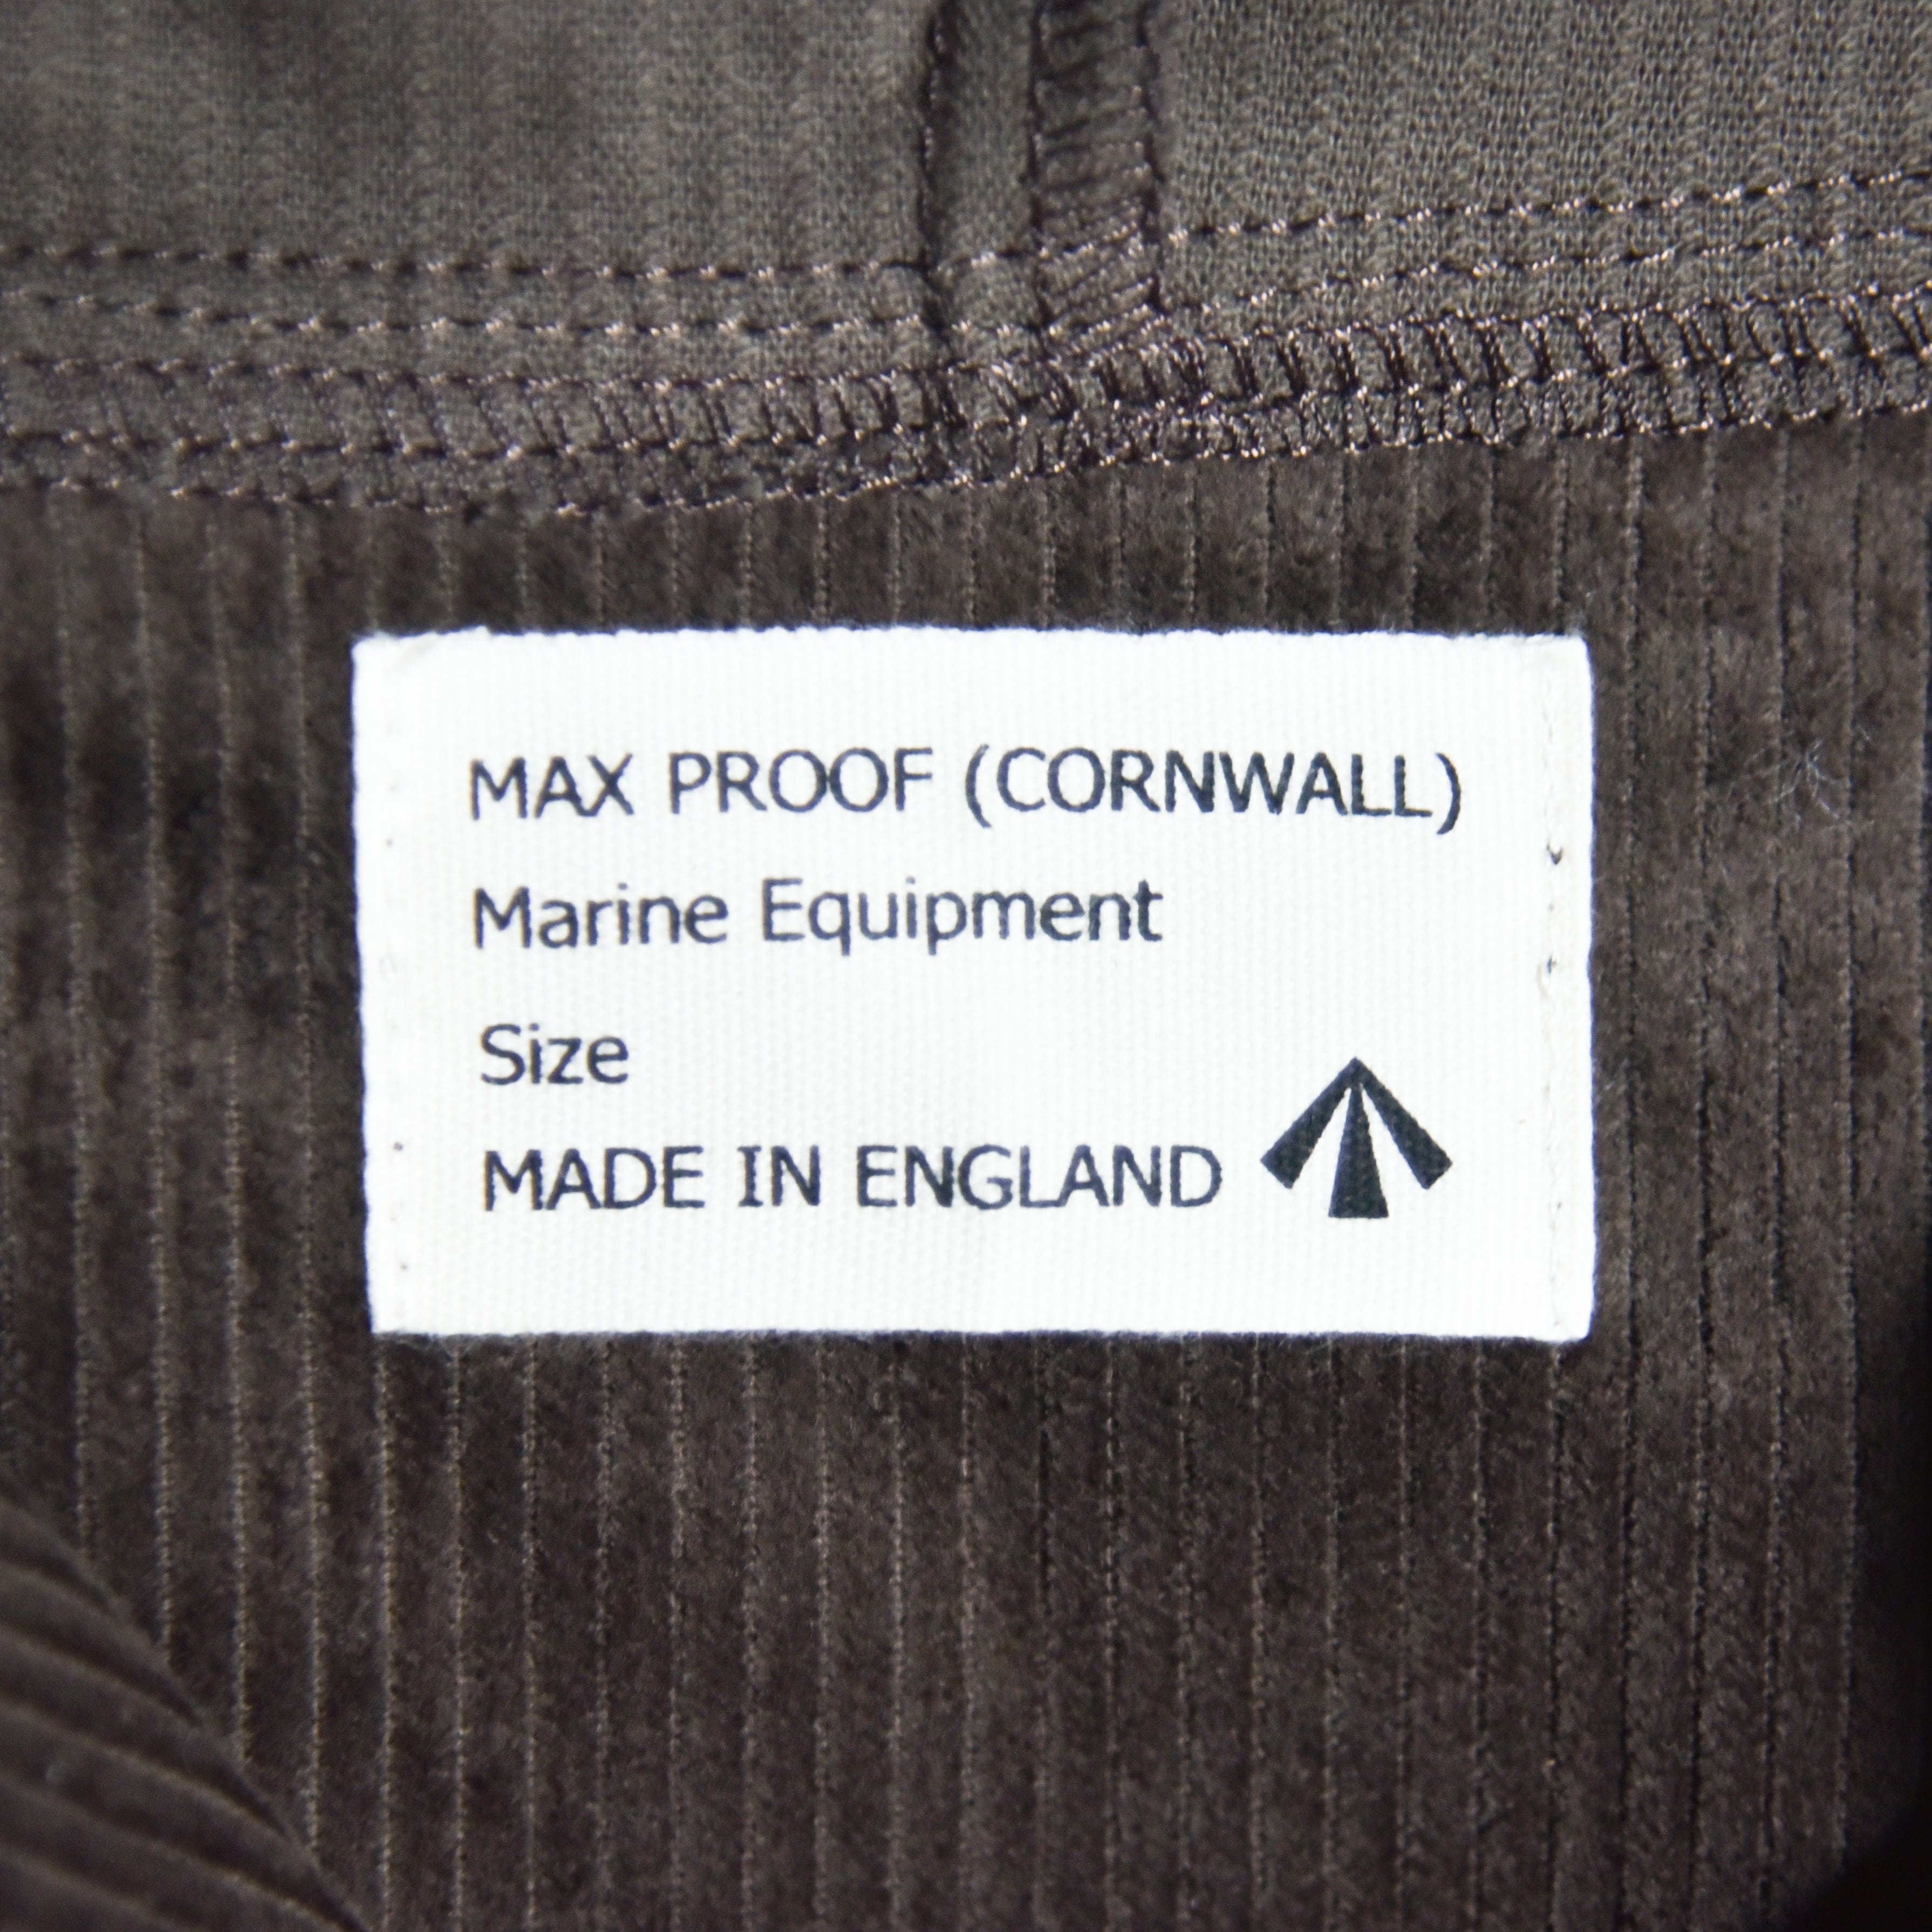 MAX PROOF (CORNWALL)
Marine Equipment
Size
MADE IN ENGLAND